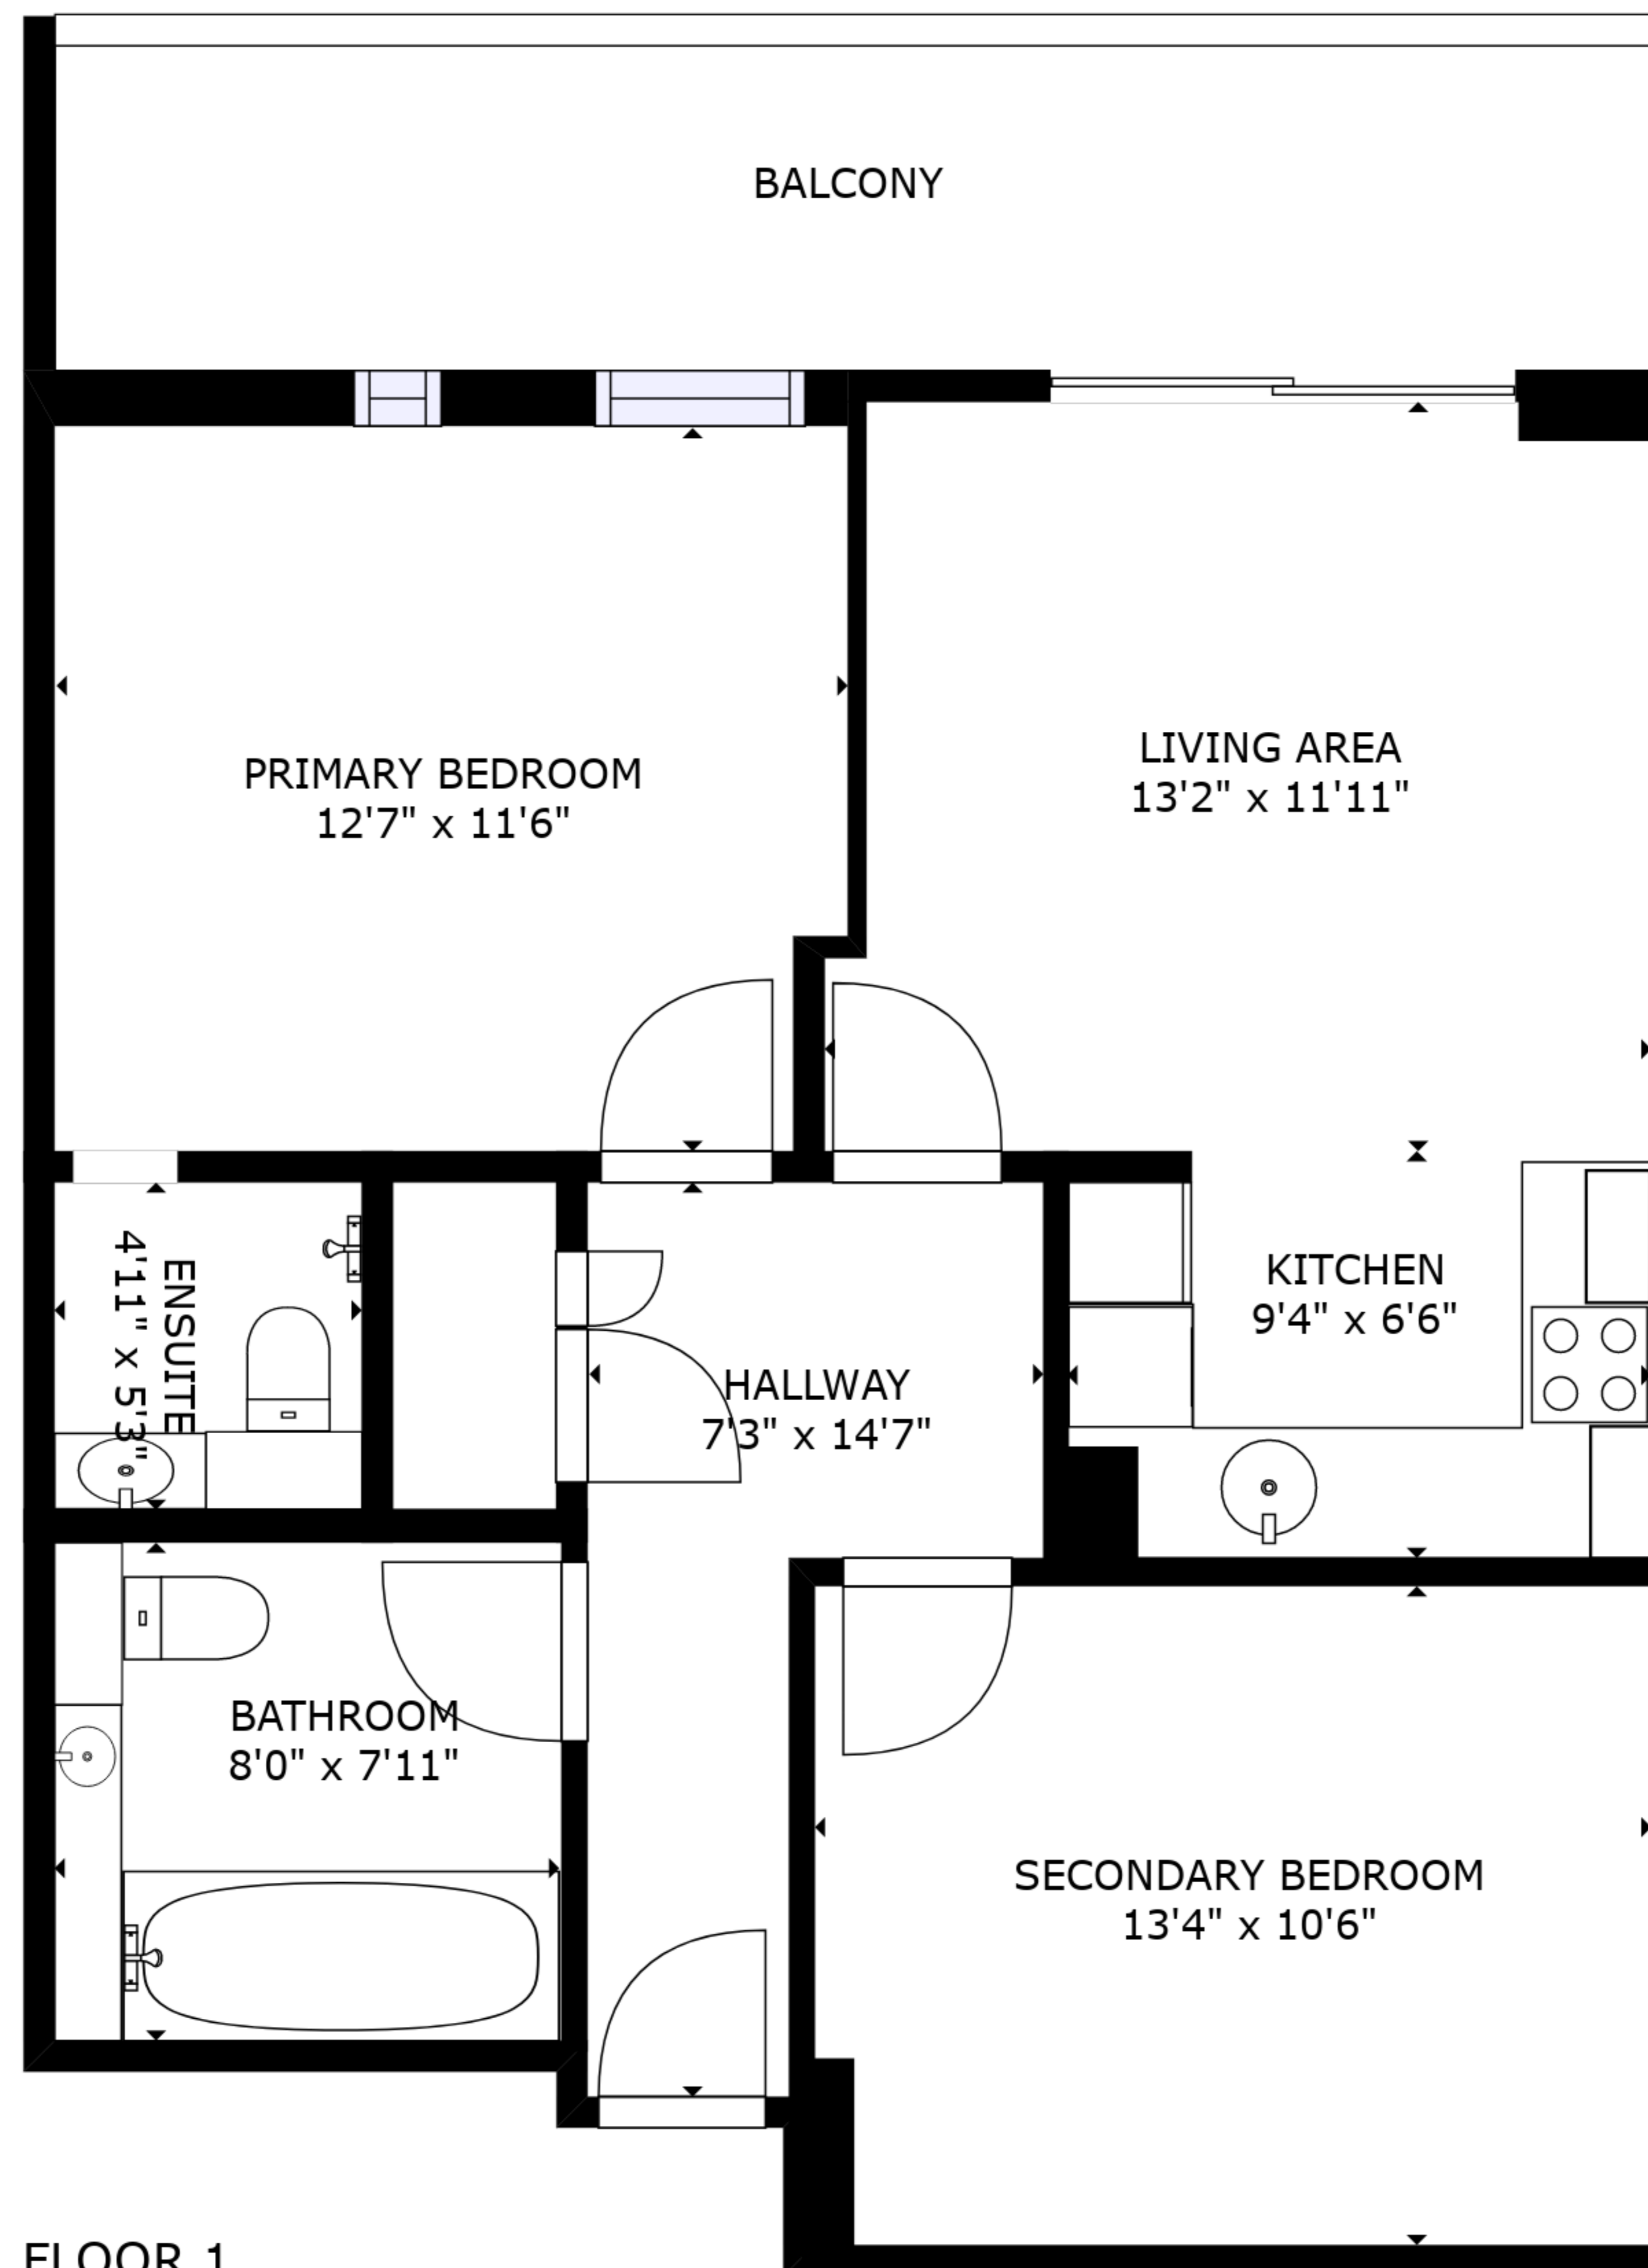 BALCONY
PRIMARY BEDROOM
12'7" x 11'6"
LIVING AREA
13'2" x 11'11"
ENSUITE
4'11" x 5'3"
HALLWAY
7'3" x 14'7"
KITCHEN
9'4" x 6'6"
BATHROOM
8'0" x 7'11"
SECONDARY BEDROOM
13'4" x 10'6"
FLOOR 1